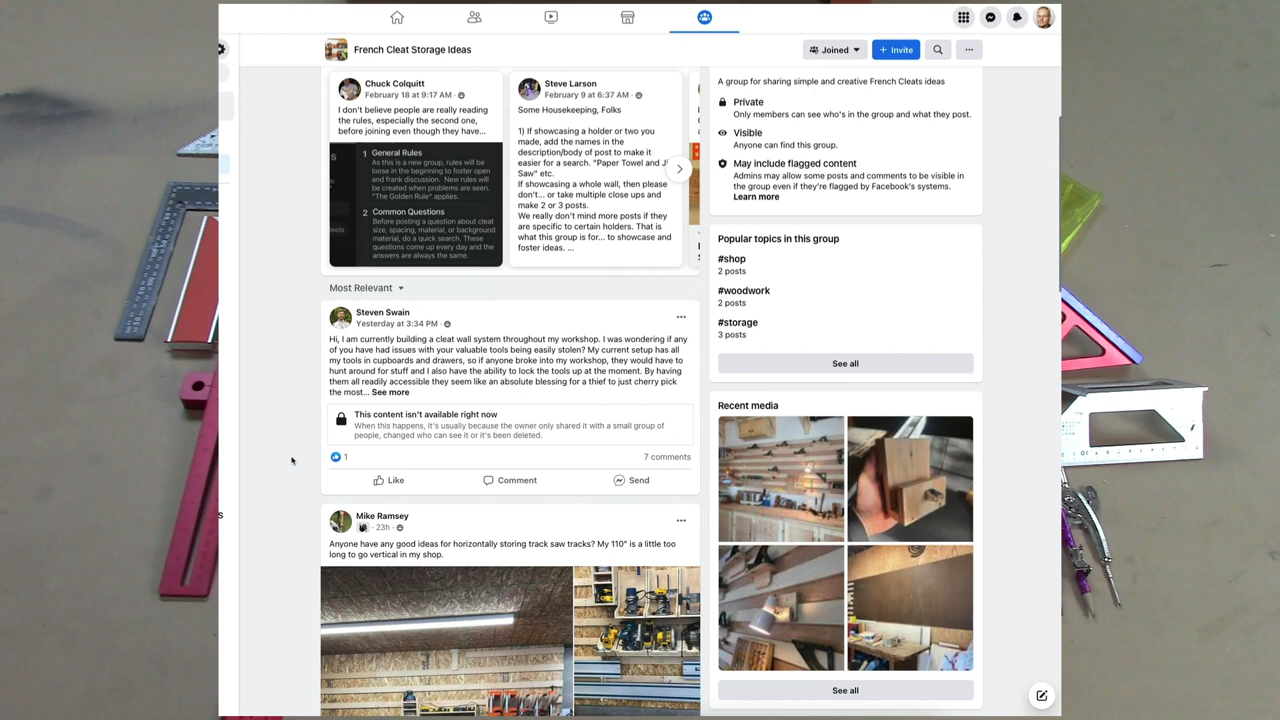 French Cleat Storage Ideas
Joined
+ Invite
Chuck Colquitt
February 18 at 9:17 AM ·
I don't believe people are really reading
the rules, especially the second one,
before joining even though they have...
1 General Rules
As this is a new group, rules will be
loose in the beginning to foster open
and frank discussion. New rules will
be created when problems are seen.
"The Golden Rule" applies.
2 Common Questions
Before posting a question about cleat
size, spacing, material, or background
material, do a quick search. These
questions come up every day and the
answers are always the same.
Steve Larson
February 9 at 6:37 AM ·
Some Housekeeping, Folks
1) If showcasing a holder or two you
made, add the names in the
description/body of post to make it
easier for a search. "Paper Towel and Ji
Saw" etc.
If showcasing a whole wall, then please
don't... or take multiple close ups and
make 2 or 3 posts.
We really don't mind more posts if they
are specific to certain holders. That is
what this group is for... to showcase and
foster ideas. ...
Most Relevant
Steven Swain
Yesterday at 3:34 PM ·
Hi, I am currently building a cleat wall system throughout my workshop. I was wondering if any
of you have had issues with your valuable tools being easily stolen? My current setup has all
my tools in cupboards and drawers, so if anyone broke into my workshop, they would have to
hunt around for stuff and I also have the ability to lock the tools up at the moment. By having
them all readily accessible they seem like an absolute blessing for a thief to just cherry pick
the most... See more
This content isn't available right now
When this happens, it's usually because the owner only shared it with a small group of
people, changed who can see it or it's been deleted.
1
7 comments
Like
Comment
Send
Mike Ramsey
· 23h ·
Anyone have any good ideas for horizontally storing track saw tracks? My 110" is a little too
long to go vertical in my shop.
A group for sharing simple and creative French Cleats ideas
Private
Only members can see who's in the group and what they post.
Visible
Anyone can find this group.
May include flagged content
Admins may allow some posts and comments to be visible in
the group even if they're flagged by Facebook's systems.
Learn more
Popular topics in this group
#shop
2 posts
#woodwork
2 posts
#storage
3 posts
See all
Recent media
See all